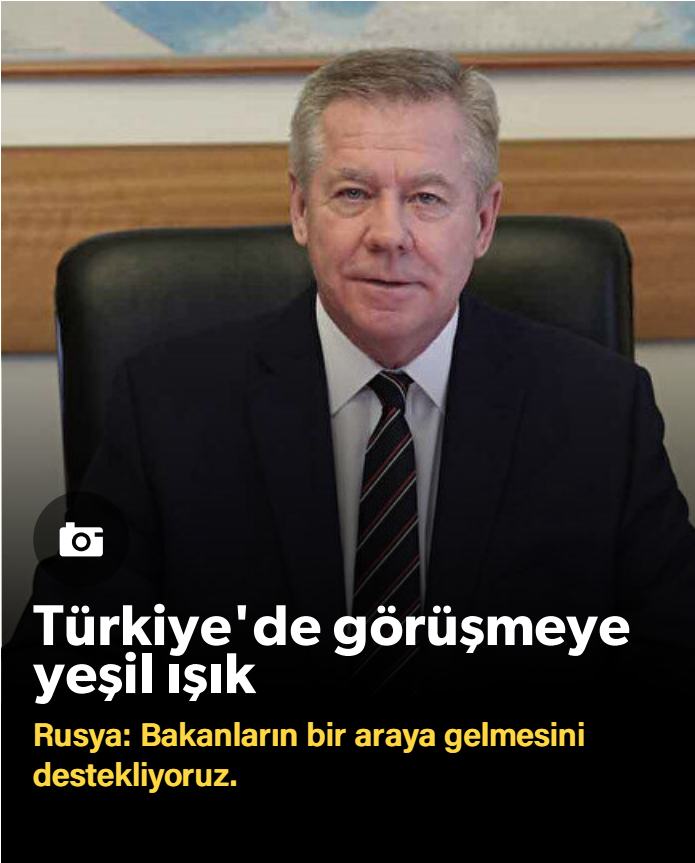 Türkiye'de görüşmeye
yeşil ışık
Rusya: Bakanların bir araya gelmesini
destekliyoruz.